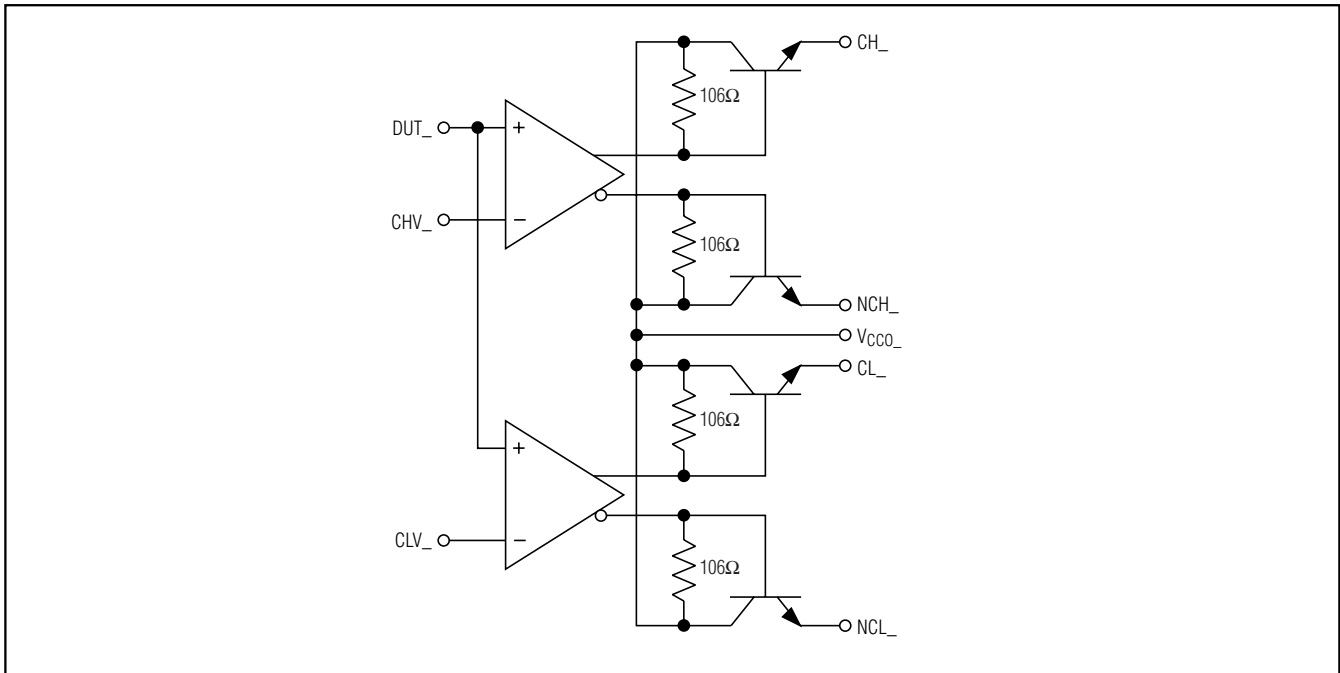 CH_
106Ω
DUT_
+
CHV_
−
106Ω
NCH_
VCCO_
CL_
106Ω
+
CLV_
−
106Ω
NCL_